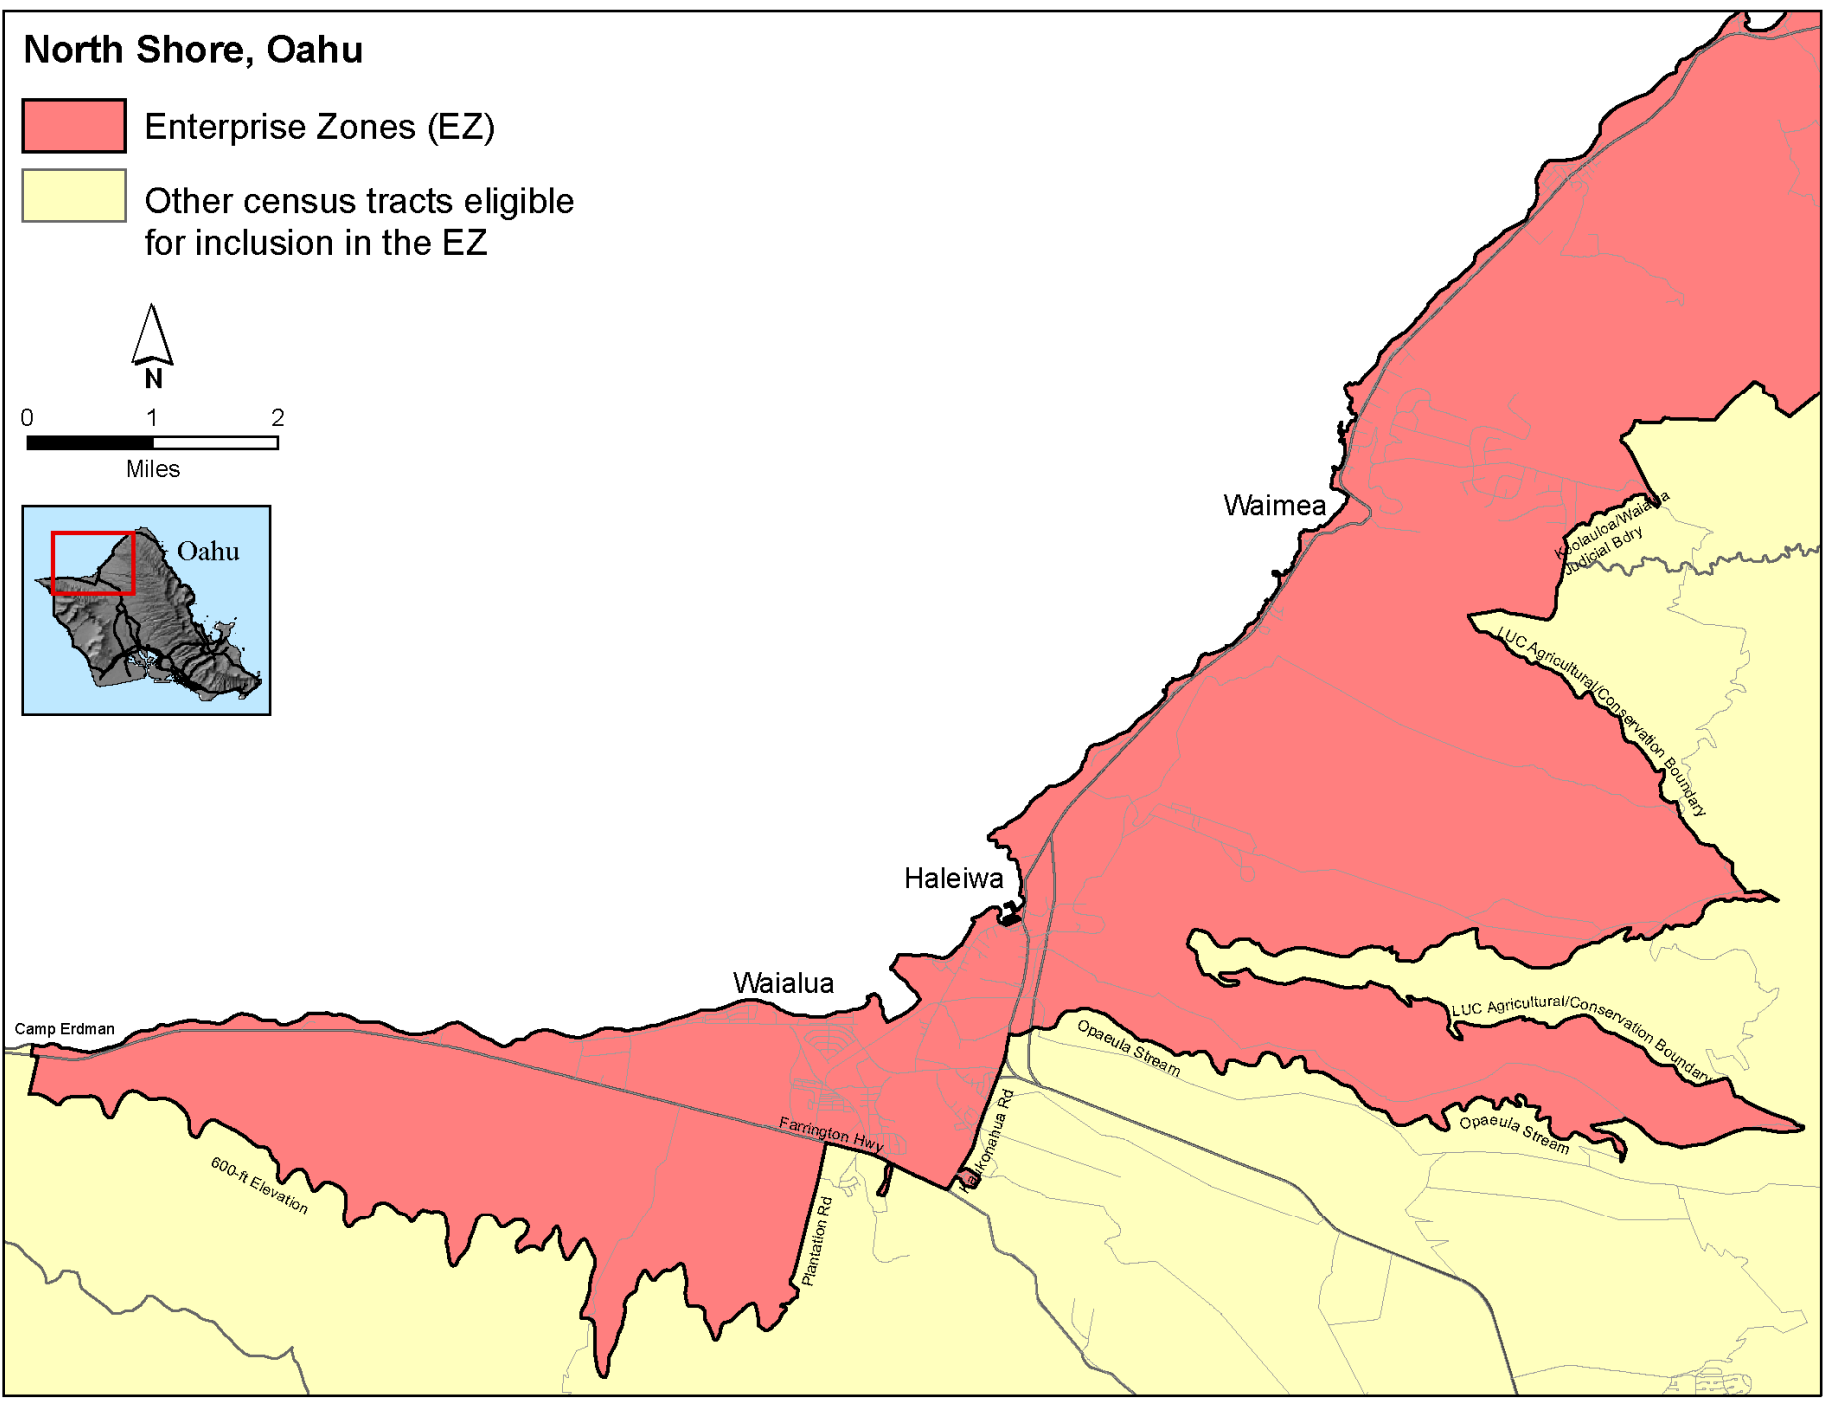 North Shore, Oahu
Enterprise Zones (EZ)
Other census tracts eligible
for inclusion in the EZ
N
0 1 2
Miles
Oahu
Waimea
Koolauloa/Waialua
Judicial Bdry
LUC Agricultural/Conservation Boundary
Haleiwa
Waialua
LUC Agricultural/Conservation Boundary
Camp Erdman
Opaeula Stream
Opaeula Stream
Farrington Hwy
Kaukonahua Rd
600-ft Elevation
Plantation Rd